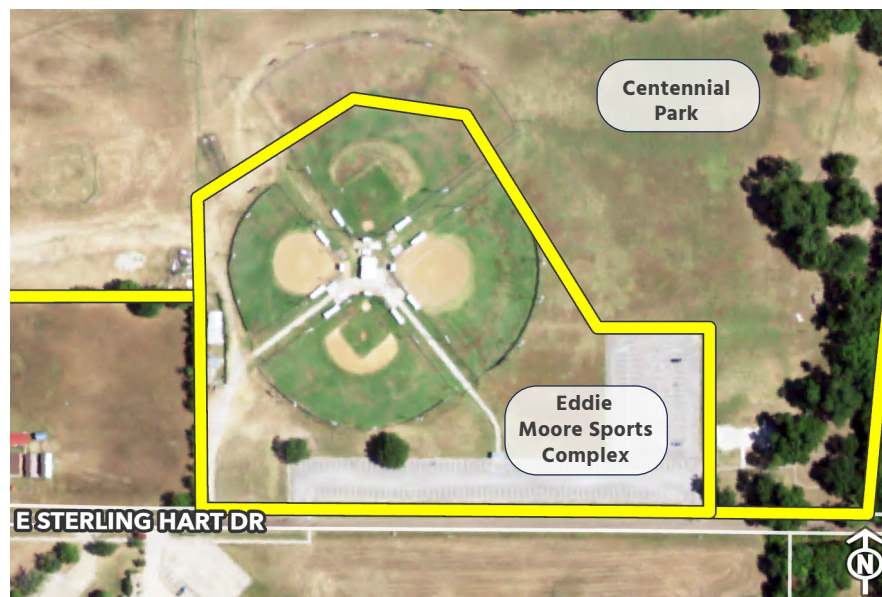 Centennial
Park
Eddie
Moore Sports
Complex
E STERLING HART DR
N